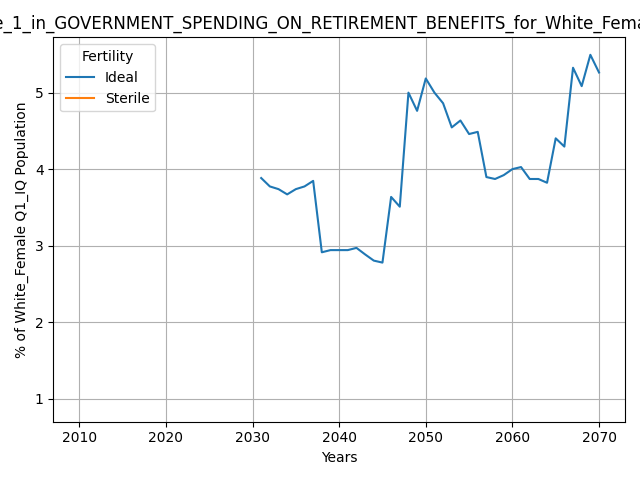 e_1_in_GOVERNMENT_SPENDING_ON_RETIREMENT_BENEFITS_for_White_Fema
Fertility
Ideal
Sterile
% of White_Female Q1_IQ Population
5
4
3
2
1
2010 2020 2030 2040 2050 2060 2070
Years